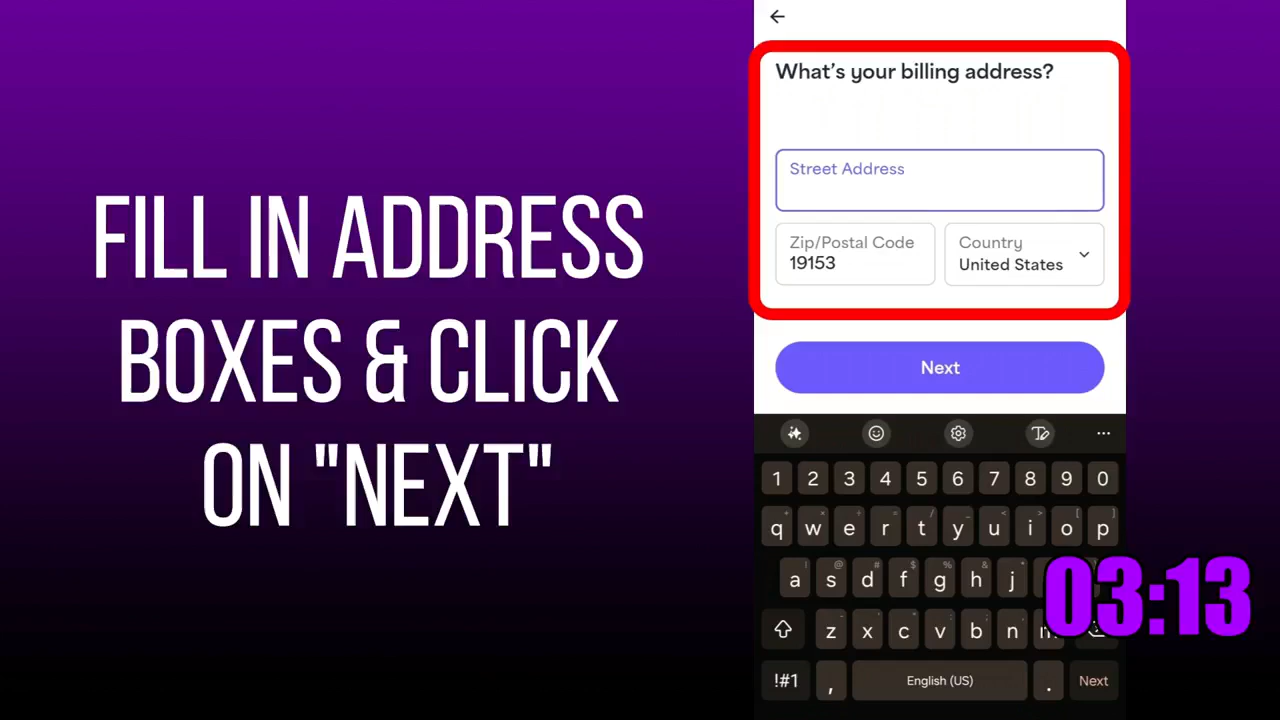 FILL IN ADDRESS
BOXES & CLICK
ON "NEXT"
What's your billing address?
Street Address
Zip/Postal Code
19153
Country
United States
Next
1 2 3 4 5 6 7 8 9 0
q w e r t y u i o p
a s d f g h j
z x c v b n m
!#1 , English (US) . Next
03:13